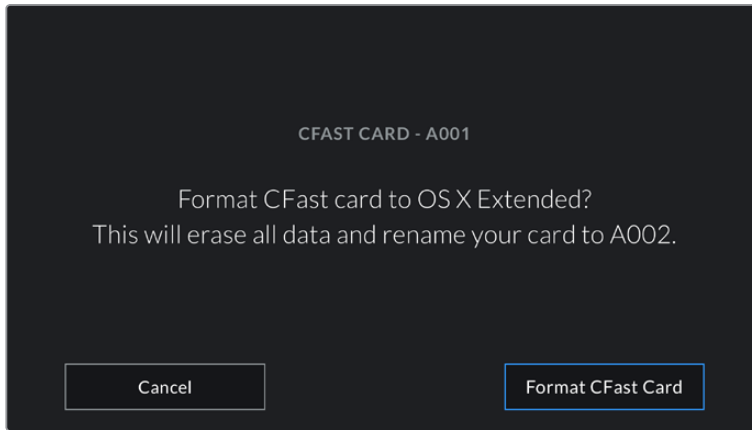 CFAST CARD - A001
Format CFast card to OS X Extended?
This will erase all data and rename your card to A002.
Cancel
Format CFast Card